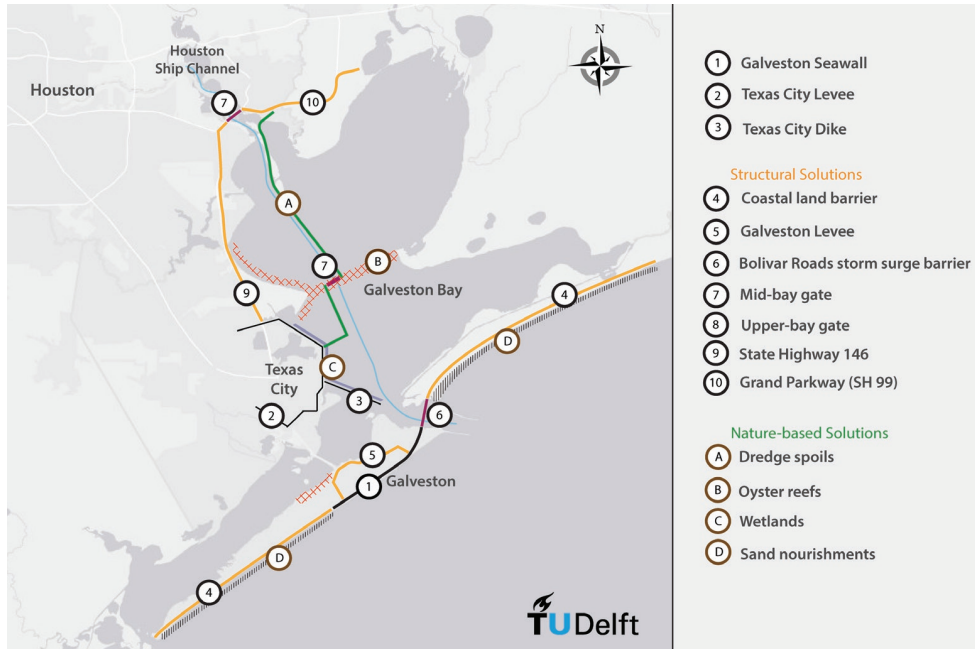 Houston
Ship Channel
N
Houston
7
10
A
7
B
Galveston Bay
9
4
D
Texas
City
C
3
2
6
5
1
Galveston
D
4
TUDelft
1 Galveston Seawall
2 Texas City Levee
3 Texas City Dike
Structural Solutions
4 Coastal land barrier
5 Galveston Levee
6 Bolivar Roads storm surge barrier
7 Mid-bay gate
8 Upper-bay gate
9 State Highway 146
10 Grand Parkway (SH 99)
Nature-based Solutions
A Dredge spoils
B Oyster reefs
C Wetlands
D Sand nourishments